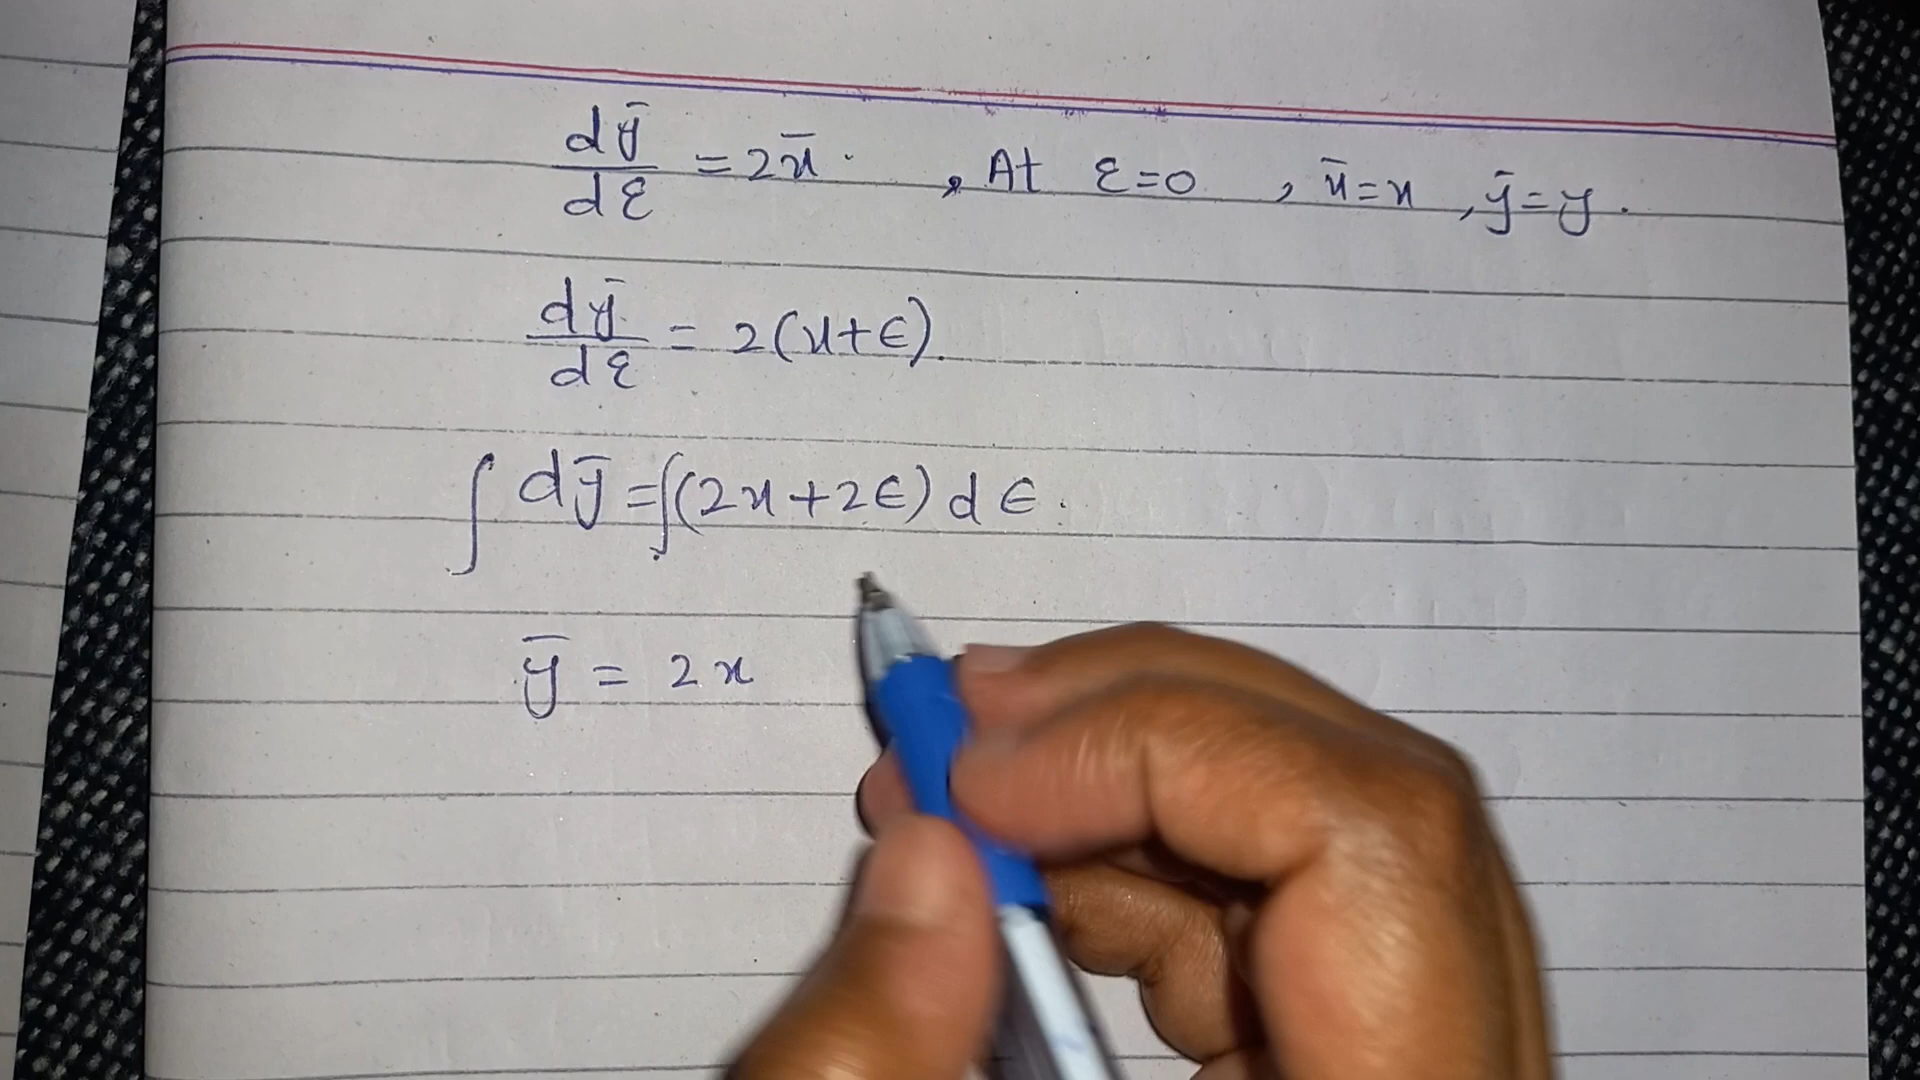 dȳ/dε = 2x̄ , At ε=0 , x̄=x , ȳ=y.
dȳ/dε = 2(x+ϵ).
∫ dȳ = ∫(2x+2ϵ) dϵ.
ȳ = 2x